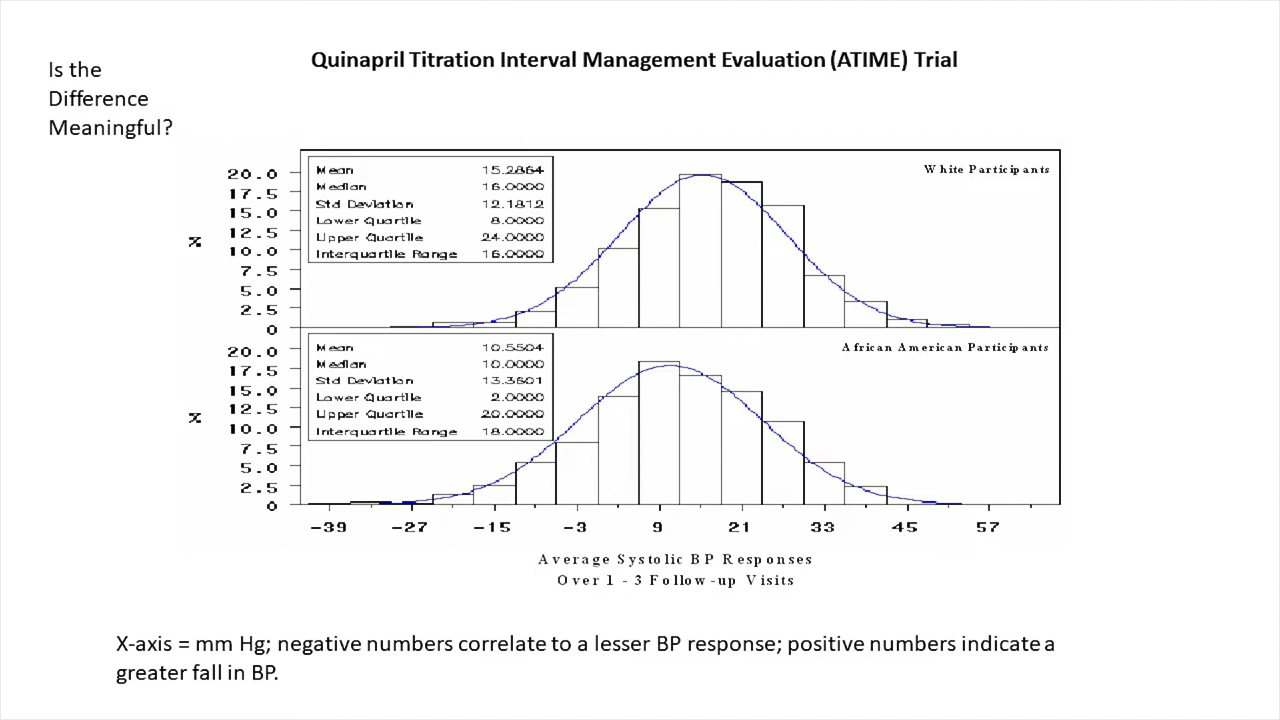 Quinapril Titration Interval Management Evaluation (ATIME) Trial
Is the
Difference
Meaningful?
White Participants
Mean 15.2864
Median 16.0000
Std Deviation 12.1812
Lower Quartile 8.0000
Upper Quartile 24.0000
Interquartile Range 16.0000
20.0
17.5
15.0
12.5
10.0
7.5
5.0
2.5
0
%
African American Participants
Mean 10.5504
Median 10.0000
Std Deviation 13.3601
Lower Quartile 2.0000
Upper Quartile 20.0000
Interquartile Range 18.0000
20.0
17.5
15.0
12.5
10.0
7.5
5.0
2.5
0
%
-39 -27 -15 -3 9 21 33 45 57
Average Systolic BP Responses
Over 1 - 3 Follow-up Visits
X-axis = mm Hg; negative numbers correlate to a lesser BP response; positive numbers indicate a
greater fall in BP.